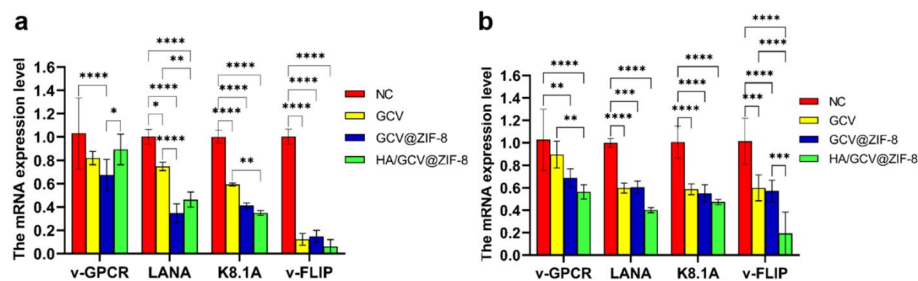 a
The mRNA expression level
1.6
1.4
1.2
1.0
0.8
0.6
0.4
0.2
0.0
**** **** ** **** * **** * **** **** **** ** **** **** ****
v-GPCR LANA K8.1A v-FLIP
NC
GCV
GCV@ZIF-8
HA/GCV@ZIF-8
b
The mRNA expression level
1.6
1.4
1.2
1.0
0.8
0.6
0.4
0.2
0.0
**** ** ** **** *** **** **** **** **** **** **** **** *** ***
v-GPCR LANA K8.1A v-FLIP
NC
GCV
GCV@ZIF-8
HA/GCV@ZIF-8